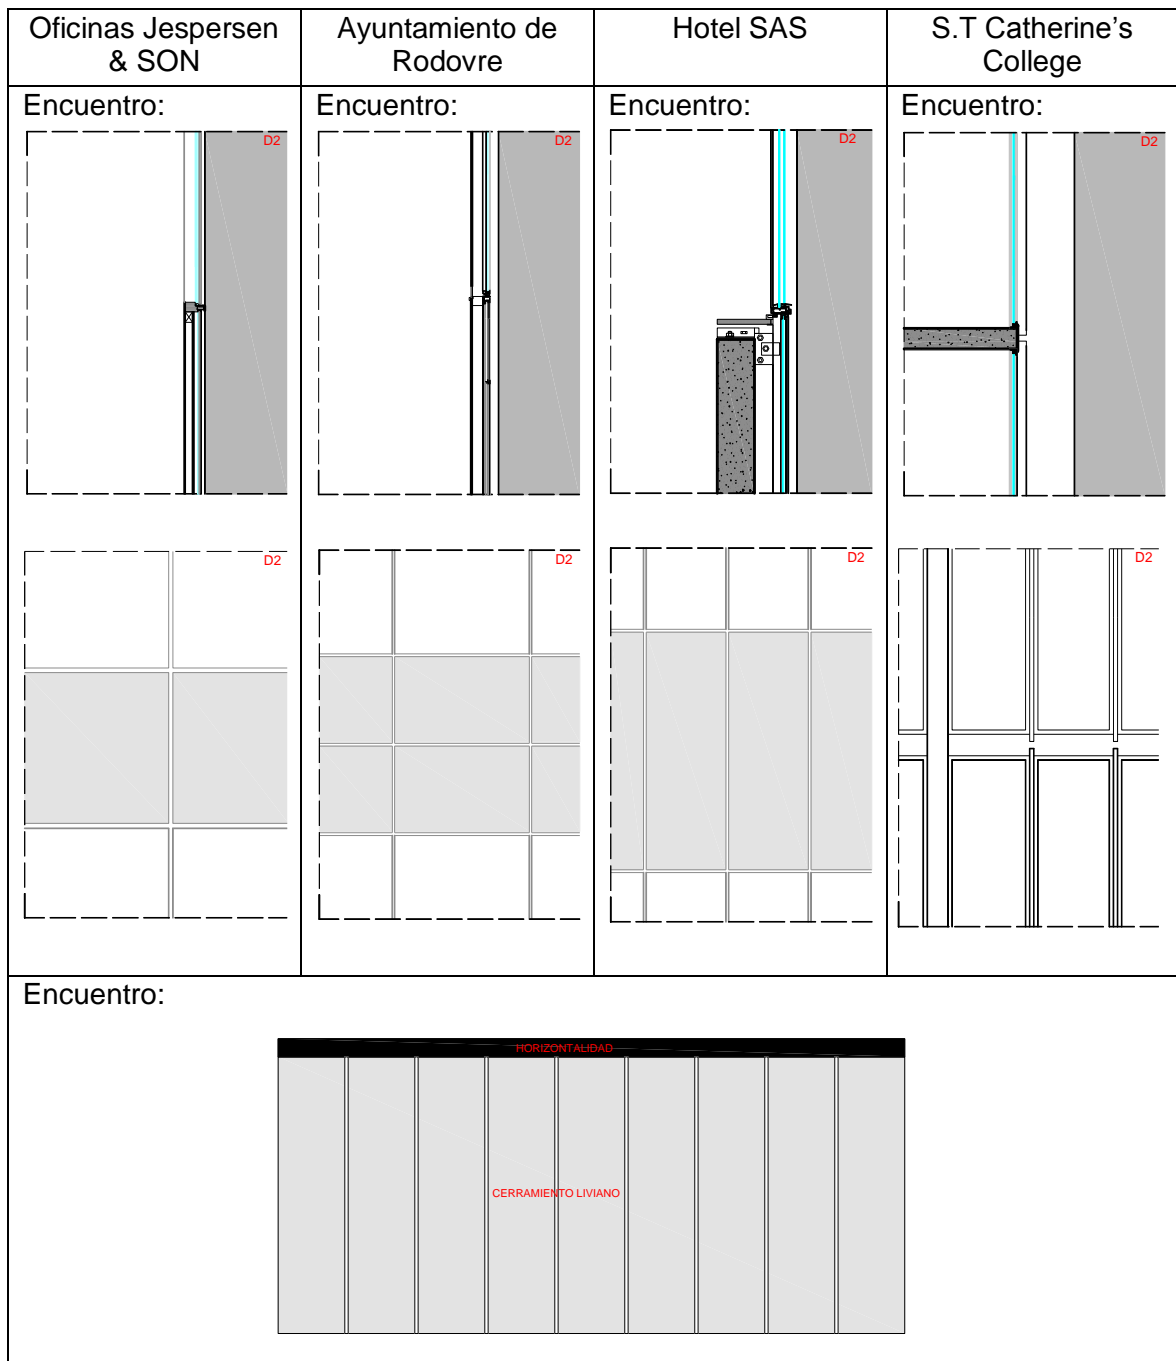 Oficinas Jespersen
& SON
Ayuntamiento de
Rodovre
Hotel SAS
S.T Catherine's
College
Encuentro:
Encuentro:
Encuentro:
Encuentro:
D2
D2
D2
D2
D2
D2
D2
D2
Encuentro:
HORIZONTALIDAD
CERRAMIENTO LIVIANO